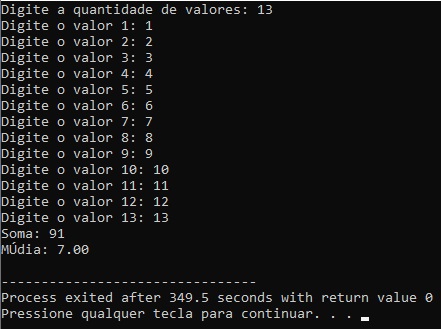 Digite a quantidade de valores: 13
Digite o valor 1: 1
Digite o valor 2: 2
Digite o valor 3: 3
Digite o valor 4: 4
Digite o valor 5: 5
Digite o valor 6: 6
Digite o valor 7: 7
Digite o valor 8: 8
Digite o valor 9: 9
Digite o valor 10: 10
Digite o valor 11: 11
Digite o valor 12: 12
Digite o valor 13: 13
Soma: 91
MÚdia: 7.00
--------------------------------
Process exited after 349.5 seconds with return value 0
Pressione qualquer tecla para continuar. . .